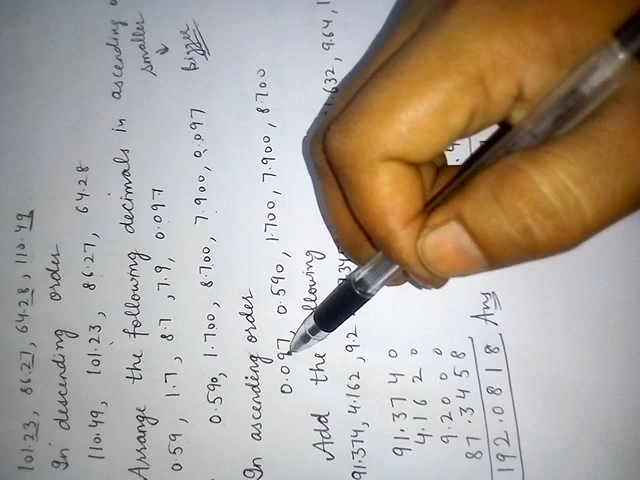 101.23, 86.27, 64.28, 110.49
In desending order
110.49, 101.23, 86.27, 64.28
Arrange the following decimals in ascending
smaller
0.59, 1.7, 8.7, 7.9, 0.097
bigger
0.590, 1.700, 8.700, 7.900, 0.097
In ascending order
0.097, 0.590, 1.700, 7.900, 8.700
Add the
91.374, 4.162, 9.2 632, 9.64, 1
91.3740
4.1620
9.2000
87.3458
192.0818 Ans